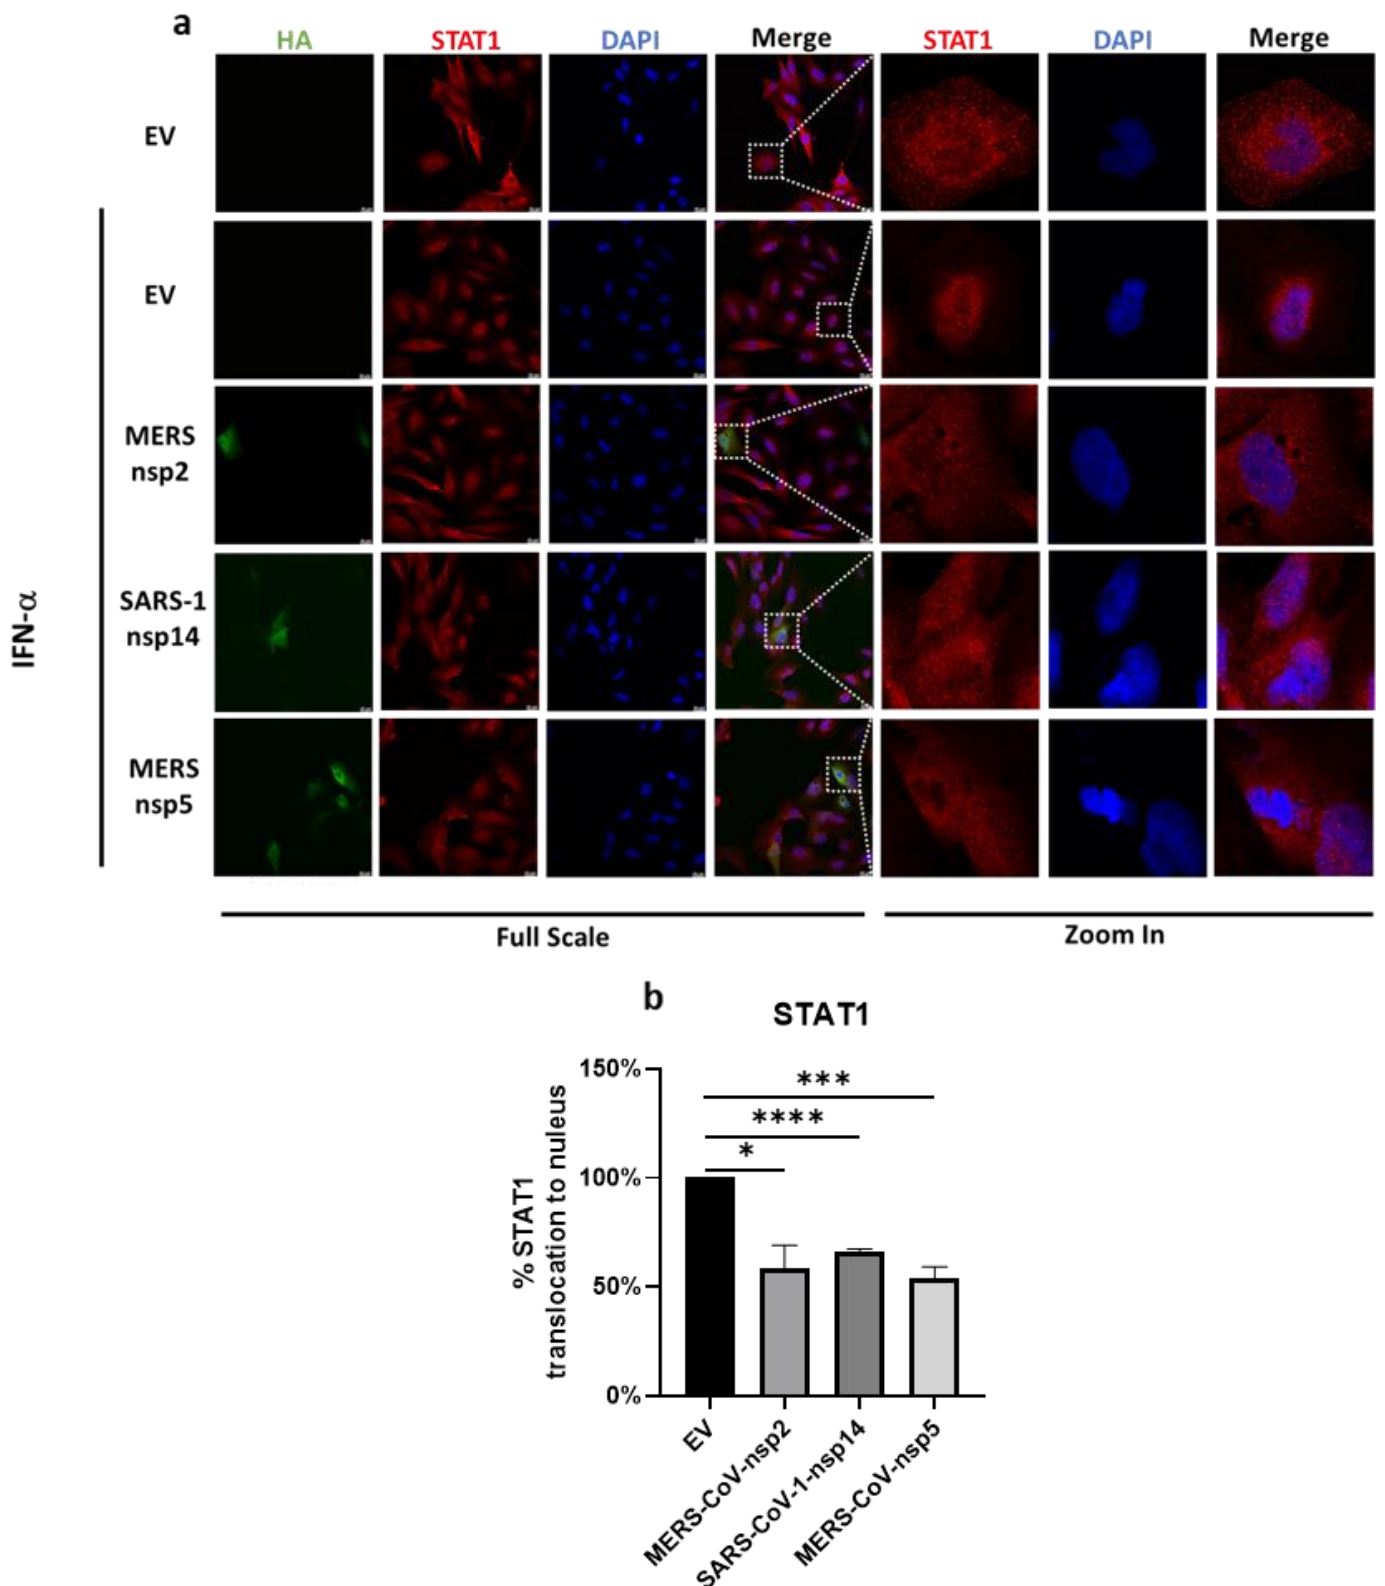 a
HA STAT1 DAPI Merge STAT1 DAPI Merge
EV
EV
MERS
nsp2
SARS-1
nsp14
MERS
nsp5
IFN-α
Full Scale
Zoom In
b
STAT1
% STAT1
translocation to nuleus
150%
100%
50%
0%
***
****
*
EV
MERS-CoV-nsp2
SARS-CoV-1-nsp14
MERS-CoV-nsp5